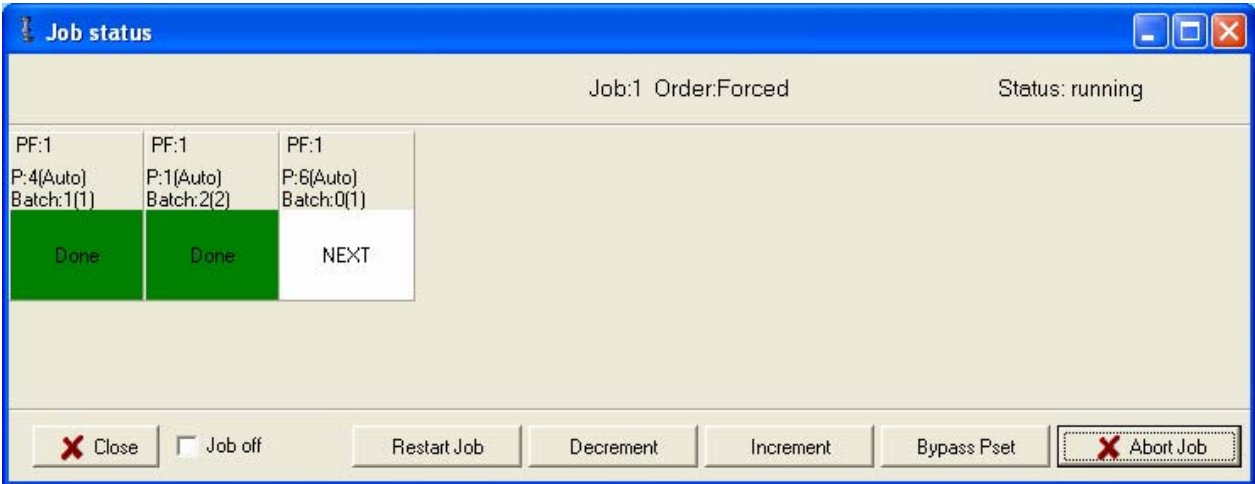 Job status
Job:1 Order:Forced Status: running
PF:1 PF:1 PF:1
P:4(Auto) P:1(Auto) P:6(Auto)
Batch:1(1) Batch:2(2) Batch:0(1)
Done Done NEXT
Close Job off Restart Job Decrement Increment Bypass Pset Abort Job